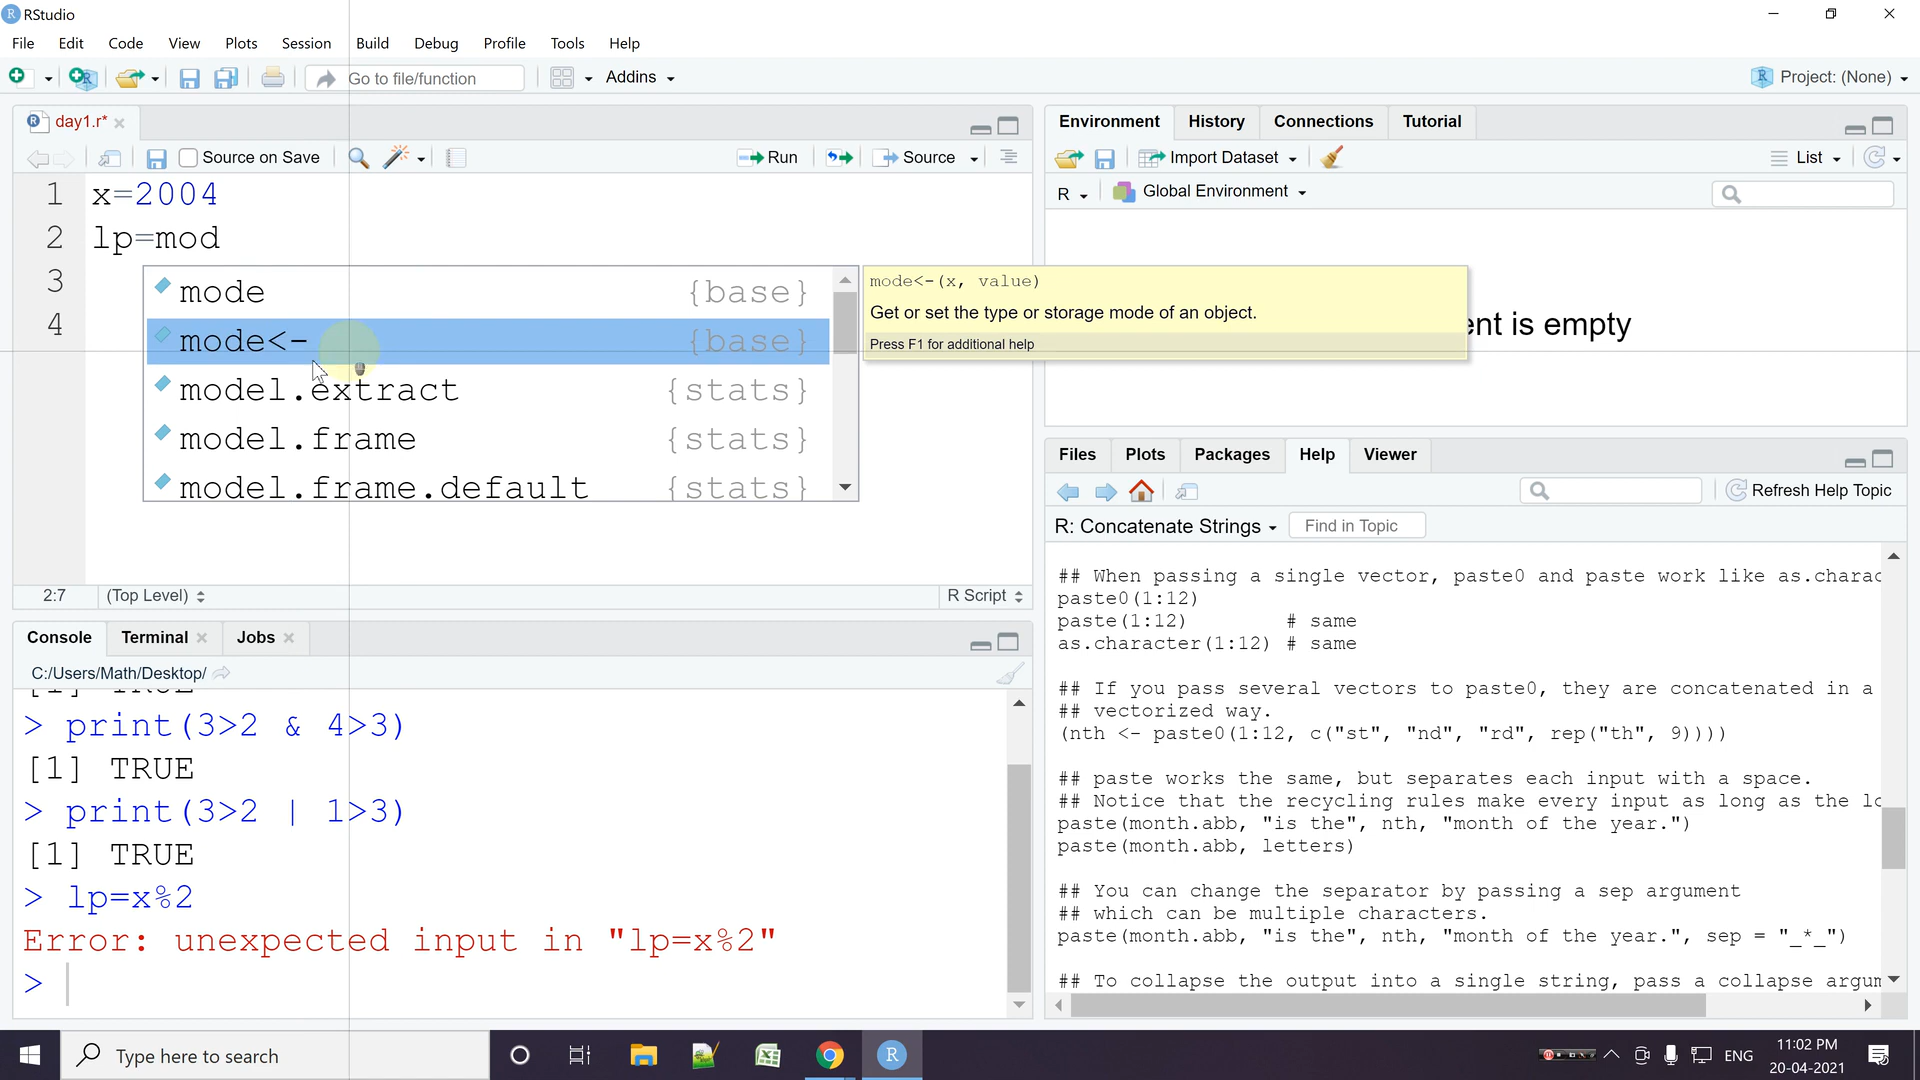 RStudio
File Edit Code View Plots Session Build Debug Profile Tools Help
Go to file/function
Addins
Project: (None)
day1.r*
Source on Save
Run
Source
1 x=2004
2 lp=mod
3
4
mode {base}
mode<- {base}
model.extract {stats}
model.frame {stats}
model.frame.default {stats}
mode<-(x, value)
Get or set the type or storage mode of an object.
Press F1 for additional help
2:7 (Top Level) R Script
Environment History Connections Tutorial
Import Dataset List
R Global Environment
nt is empty
Console Terminal Jobs
C:/Users/Math/Desktop/
[1] TRUE
> print(3>2 & 4>3)
[1] TRUE
> print(3>2 | 1>3)
[1] TRUE
> lp=x%2
Error: unexpected input in "lp=x%2"
>
Files Plots Packages Help Viewer
Refresh Help Topic
R: Concatenate Strings Find in Topic
## When passing a single vector, paste0 and paste work like as.charac
paste0(1:12)
paste(1:12) # same
as.character(1:12) # same
## If you pass several vectors to paste0, they are concatenated in a
## vectorized way.
(nth <- paste0(1:12, c("st", "nd", "rd", rep("th", 9))))
## paste works the same, but separates each input with a space.
## Notice that the recycling rules make every input as long as the lo
paste(month.abb, "is the", nth, "month of the year.")
paste(month.abb, letters)
## You can change the separator by passing a sep argument
## which can be multiple characters.
paste(month.abb, "is the", nth, "month of the year.", sep = "_*_")
## To collapse the output into a single string, pass a collapse argum
Type here to search
ENG
11:02 PM
20-04-2021